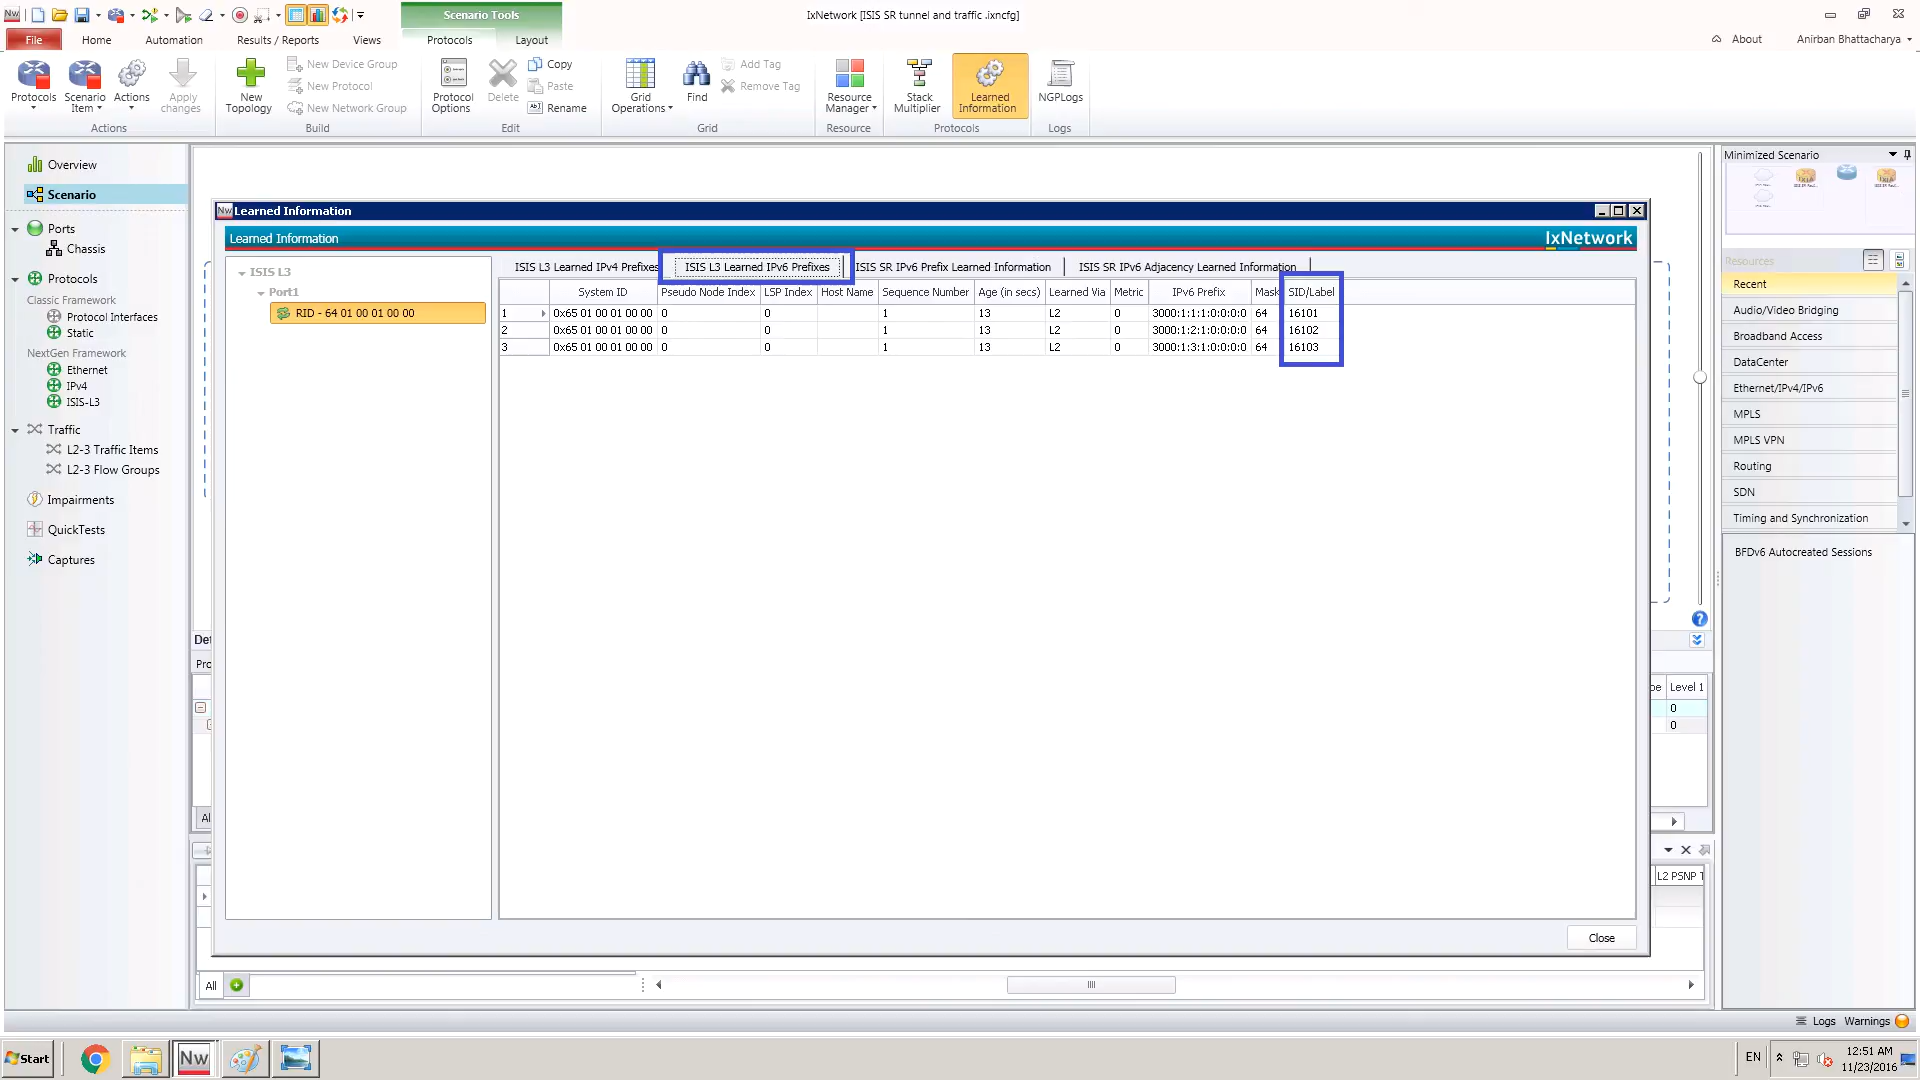 Nw
Scenario Tools
IxNetwork [ISIS SR tunnel and traffic .ixncfg]
File
Home
Automation
Results / Reports
Views
Protocols
Layout
About
Anirban Bhattacharya
Protocols
Scenario Item
Actions
Apply changes
New Topology
New Device Group
New Protocol
New Network Group
Protocol Options
Delete
Copy
Paste
Rename
Grid Operations
Find
Add Tag
Remove Tag
Resource Manager
Stack Multiplier
Learned Information
NGPLogs
Actions
Build
Edit
Grid
Resource
Protocols
Logs
Overview
Scenario
Ports
Chassis
Protocols
Classic Framework
Protocol Interfaces
Static
NextGen Framework
Ethernet
IPv4
ISIS-L3
Traffic
L2-3 Traffic Items
L2-3 Flow Groups
Impairments
QuickTests
Captures
Nw Learned Information
Learned Information
IxNetwork
ISIS L3
Port1
RID - 64 01 00 01 00 00
ISIS L3 Learned IPv4 Prefixes
ISIS L3 Learned IPv6 Prefixes
ISIS SR IPv6 Prefix Learned Information
ISIS SR IPv6 Adjacency Learned Information
System ID Pseudo Node Index LSP Index Host Name Sequence Number Age (in secs) Learned Via Metric IPv6 Prefix Mask SID/Label
1 0x65 01 00 01 00 00 0 0 1 13 L2 0 3000:1:1:1:0:0:0:0 64 16101
2 0x65 01 00 01 00 00 0 0 1 13 L2 0 3000:1:2:1:0:0:0:0 64 16102
3 0x65 01 00 01 00 00 0 0 1 13 L2 0 3000:1:3:1:0:0:0:0 64 16103
Close
Det
Pro
Al
pe Level 1
0
0
L2 PSNP T
All
Minimized Scenario
Resources
Recent
Audio/Video Bridging
Broadband Access
DataCenter
Ethernet/IPv4/IPv6
MPLS
MPLS VPN
Routing
SDN
Timing and Synchronization
BFDv6 Autocreated Sessions
Logs Warnings
Start
Nw
EN
12:51 AM
11/23/2016